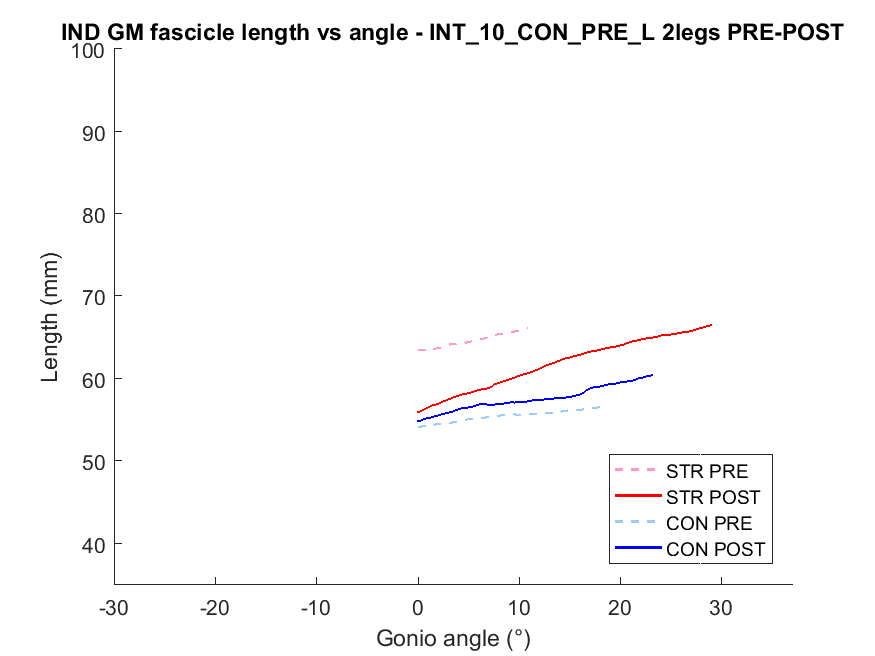 IND GM fascicle length vs angle - INT_10_CON_PRE_L 2legs PRE-POST
100
90
80
70
60
50
40
Length (mm)
-30
-20
-10
0
10
20
30
Gonio angle (°)
STR PRE
STR POST
CON PRE
CON POST